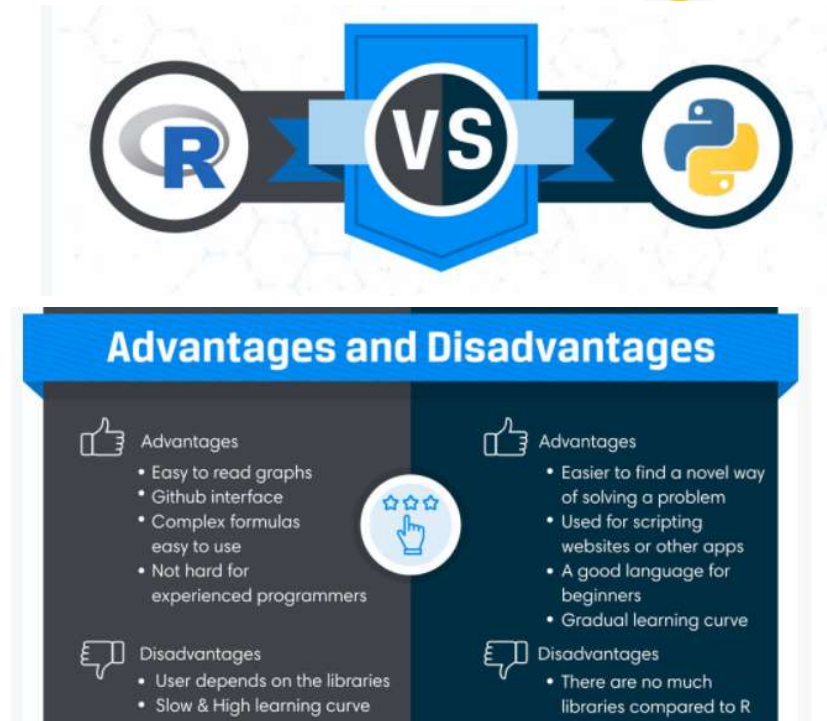 R
VS
Advantages and Disadvantages
Advantages
• Easy to read graphs
• Github interface
• Complex formulas
easy to use
• Not hard for
experienced programmers
Disadvantages
• User depends on the libraries
• Slow & High learning curve
Advantages
• Easier to find a novel way
of solving a problem
• Used for scripting
websites or other apps
• A good language for
beginners
• Gradual learning curve
Disadvantages
• There are no much
libraries compared to R